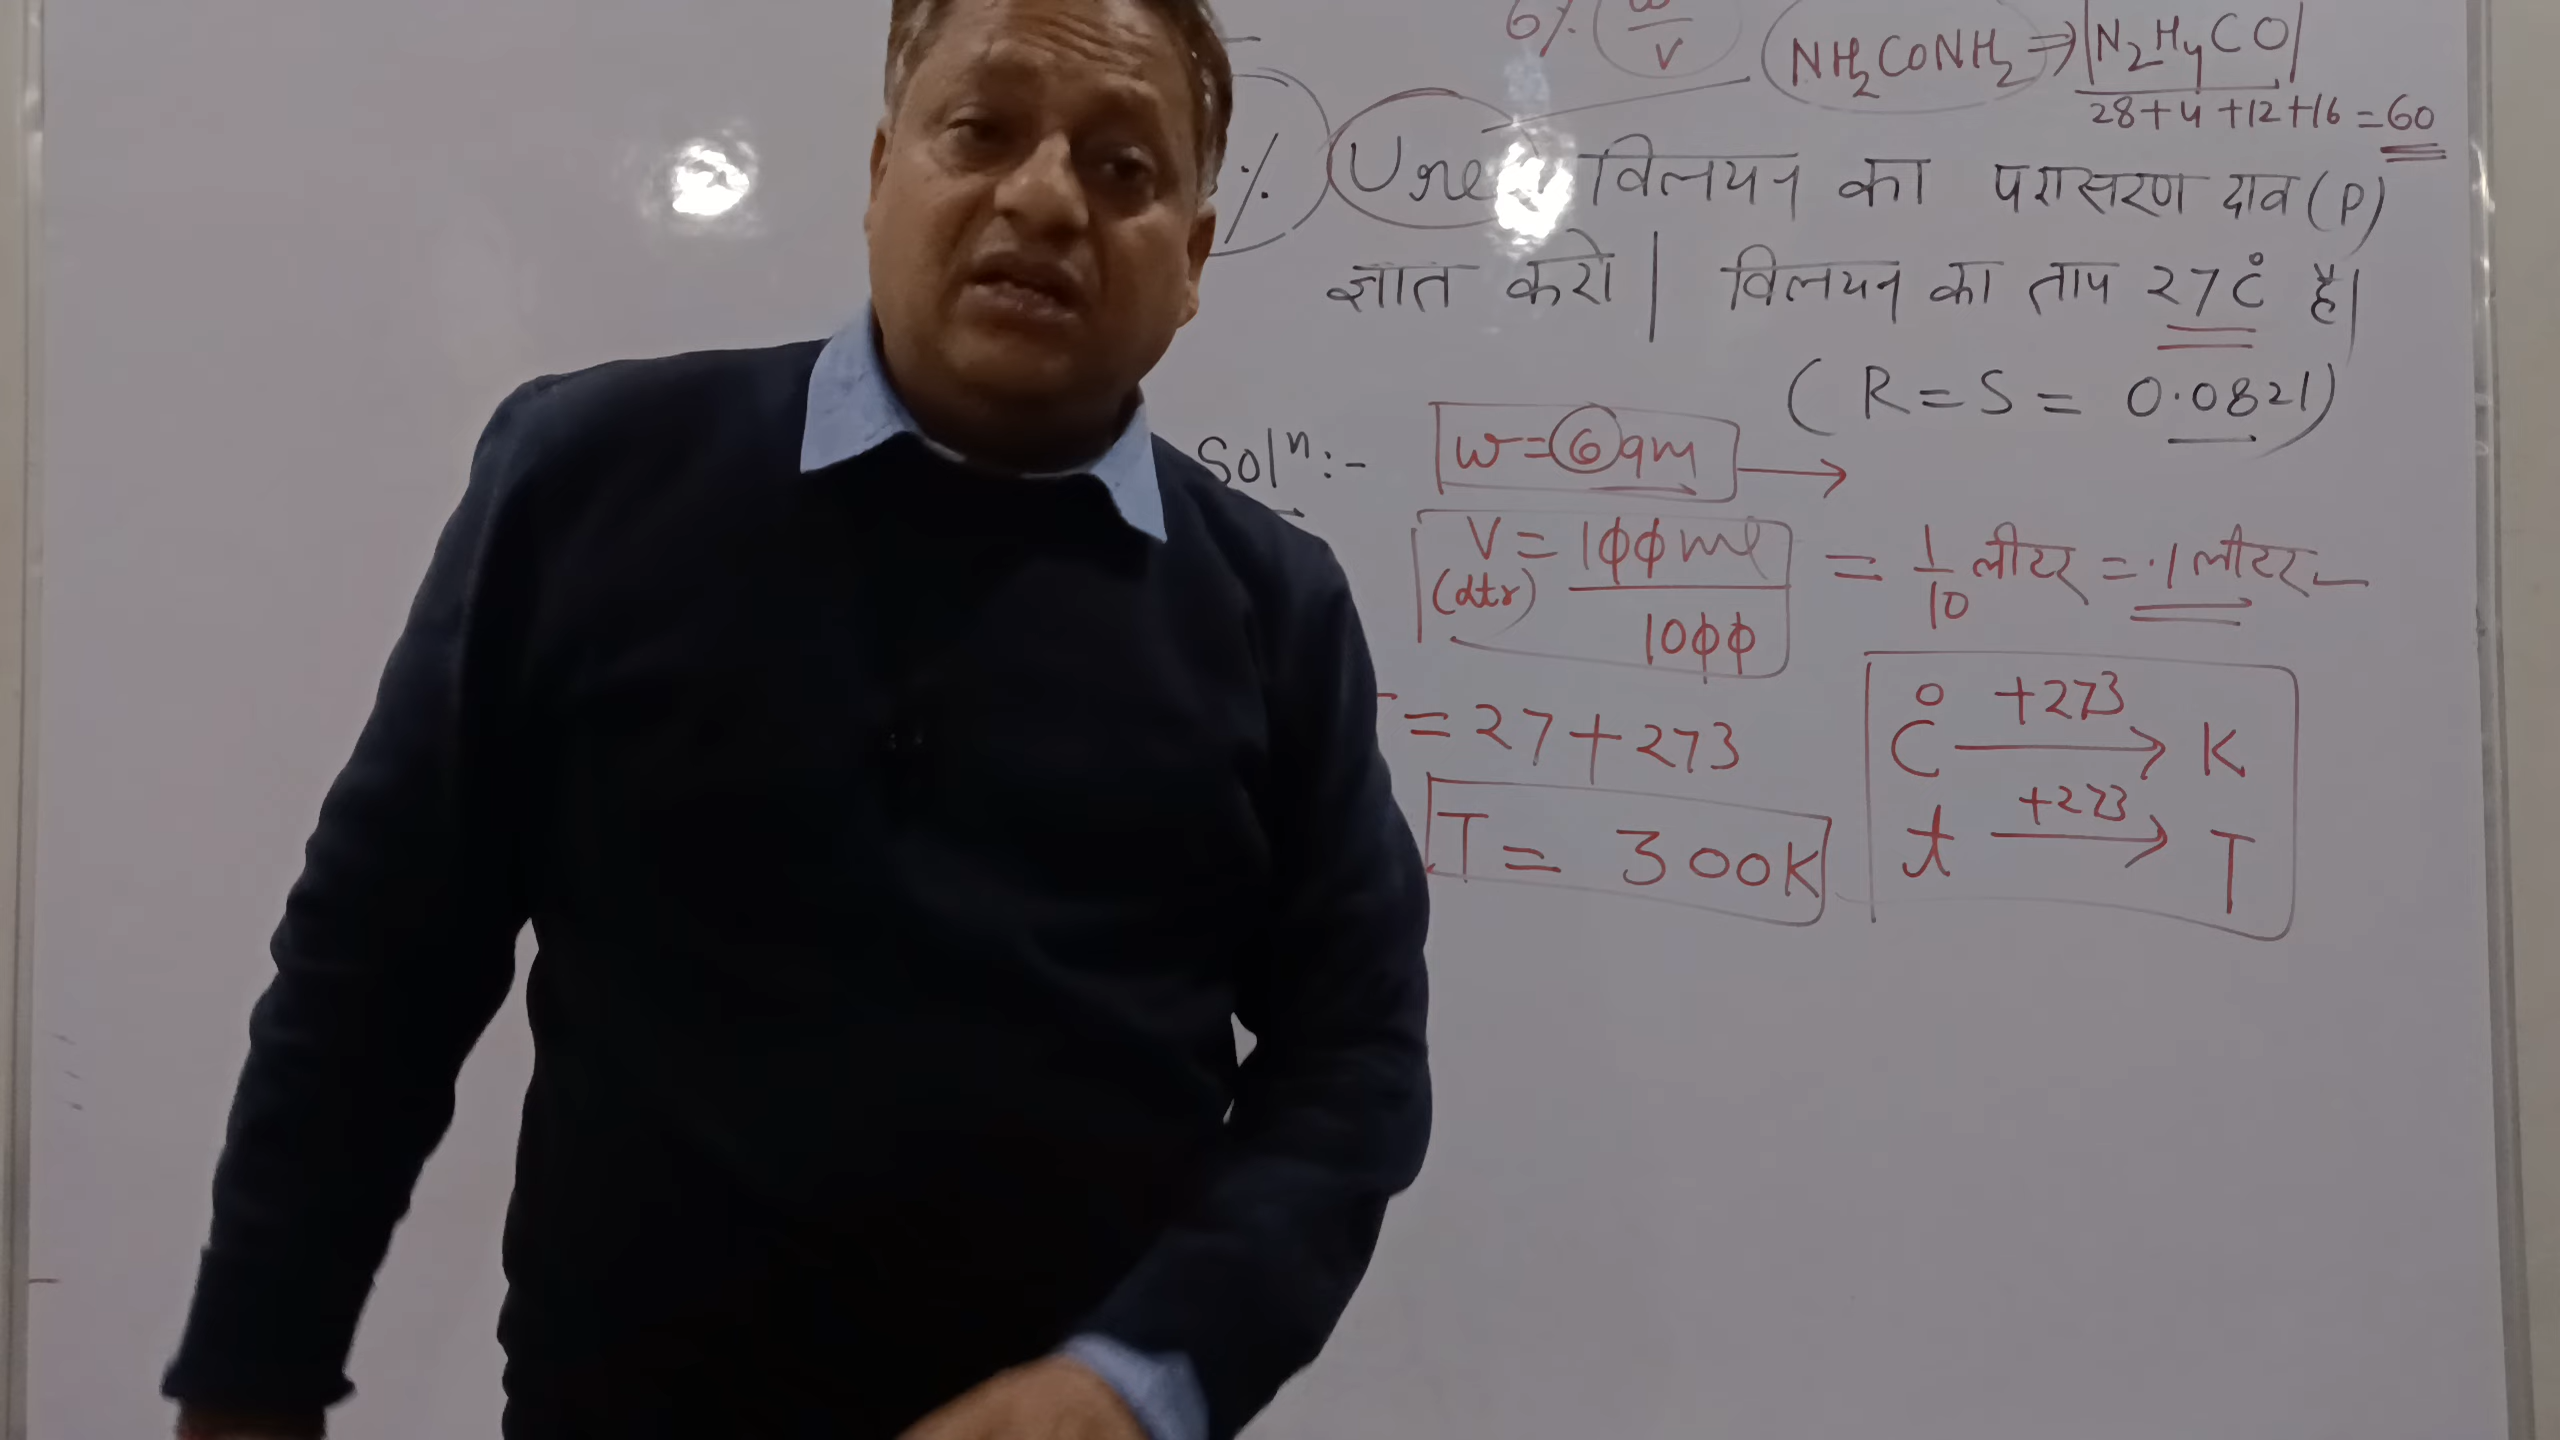 6% w/v NH2CONH2 ⇒ |N2H4CO|
28+4+12+16 = 60
% Urea विलयन का परासरण दाब (P)
ज्ञात करो | विलयन का ताप 27°C है|
( R = S = 0.0821)
Solⁿ:- w = 6gm →
V = 100ml / 1000 = 1/10 लीटर = .1 लीटर
(dtr)
= 27 + 273
°C +273 → K
T = 300K
t +273 → T